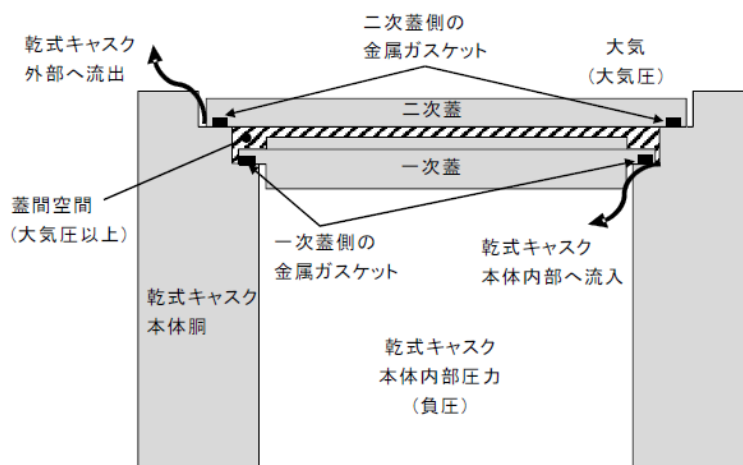 乾式キャスク
外部へ流出
二次蓋側の
金属ガスケット
大気
(大気圧)
二次蓋
一次蓋
蓋間空間
(大気圧以上)
一次蓋側の
金属ガスケット
乾式キャスク
本体内部へ流入
乾式キャスク
本体胴
乾式キャスク
本体内部圧力
(負圧)